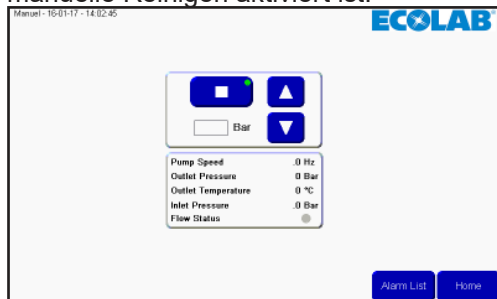 Manuelle Reinigen aktiviert ist.
Manuel - 16-01-17 - 14:02:45
ECOLAB®
Bar
Pump Speed .0 Hz
Outlet Pressure 0 Bar
Outlet Temperature 0 °C
Inlet Pressure .0 Bar
Flow Status
Alarm List Home